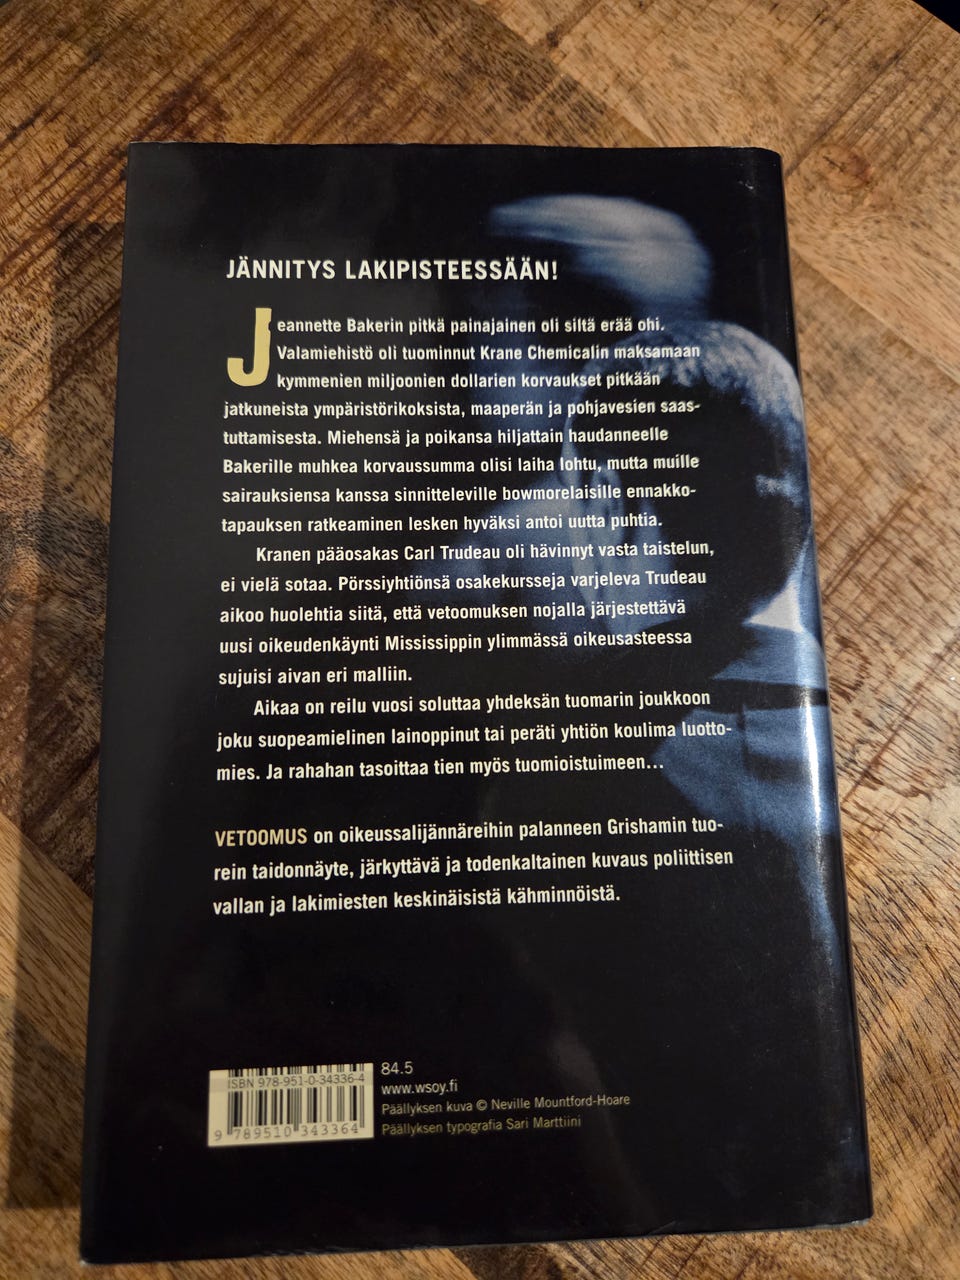 JÄNNITYS LAKIPISTEESSÄÄN!
Jeannette Bakerin pitkä painajainen oli siltä erää ohi.
Valamiehistö oli tuominnut Krane Chemicalin maksamaan
kymmenien miljoonien dollarien korvaukset pitkään
jatkuneista ympäristörikoksista, maaperän ja pohjavesien saas-
tuttamisesta. Miehensä ja poikansa hiljattain haudanneelle
Bakerille muhkea korvaussumma olisi laiha lohtu, mutta muille
sairauksiensa kanssa sinnitteleville bowmorelaisille ennakko-
tapauksen ratkeaminen lesken hyväksi antoi uutta puhtia.
Kranen pääosakas Carl Trudeau oli hävinnyt vasta taistelun,
ei vielä sotaa. Pörssiyhtiönsä osakekursseja varjeleva Trudeau
aikoo huolehtia siitä, että vetoomuksen nojalla järjestettävä
uusi oikeudenkäynti Mississippin ylimmässä oikeusasteessa
sujuisi aivan eri malliin.
Aikaa on reilu vuosi soluttaa yhdeksän tuomarin joukkoon
joku suopeamielinen lainoppinut tai peräti yhtiön koulima luotto-
mies. Ja rahahan tasoittaa tien myös tuomioistuimeen...
VETOOMUS on oikeussalijännäreihin palanneen Grishamin tuo-
rein taidonnäyte, järkyttävä ja todenkaltainen kuvaus poliittisen
vallan ja lakimiesten keskinäisistä kähminnöistä.
ISBN 978-951-0-34336-4
9 789510 343364
84.5
www.wsoy.fi
Päällyksen kuva © Neville Mountford-Hoare
Päällyksen typografia Sari Marttiini